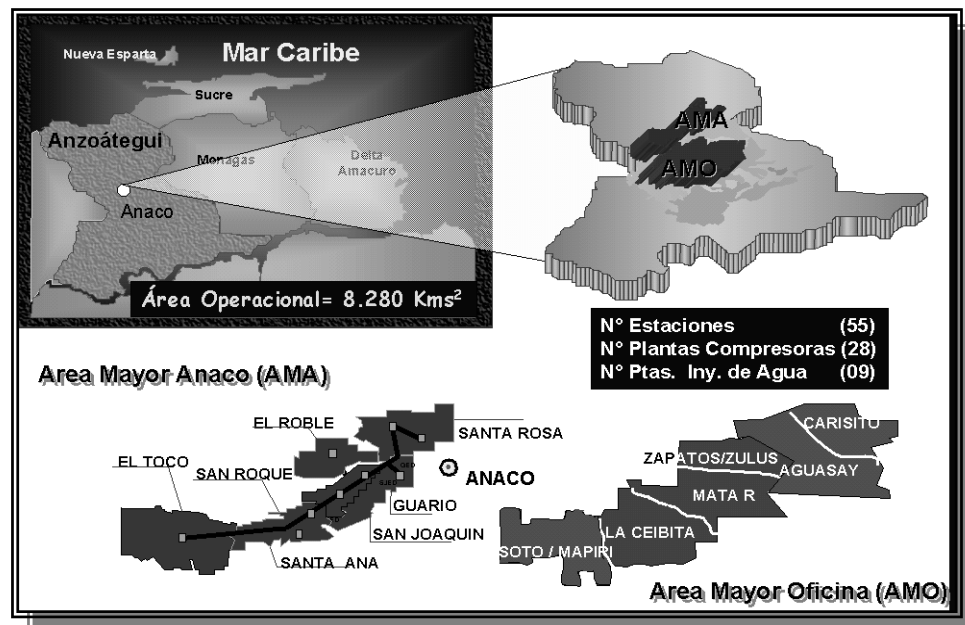 Nueva Esparta
Mar Caribe
Sucre
Anzoátegui
Monagas
Delta
Amacuro
Anaco
Área Operacional= 8.280 Kms²
AMA
AMO
N° Estaciones (55)
N° Plantas Compresoras (28)
N° Ptas. Iny. de Agua (09)
Area Mayor Anaco (AMA)
EL ROBLE
SANTA ROSA
EL TOCO
SAN ROQUE
ANACO
GUARIO
SAN JOAQUIN
SANTA ANA
CARISITO
ZAPATOS/ZULUS
AGUASAY
MATA R
LA CEIBITA
SOTO / MAPIRI
Area Mayor Oficina (AMO)